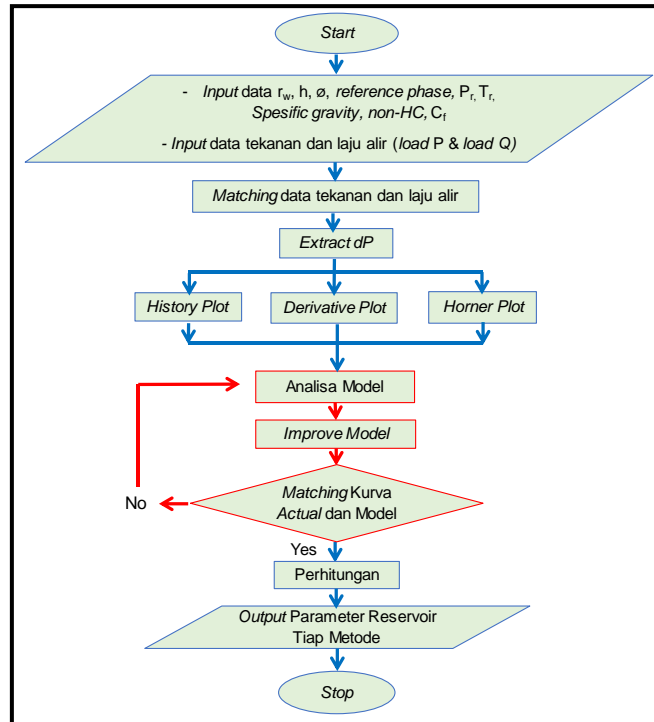 Start
- Input data rw, h, ø, reference phase, Pr, Tr,
Spesific gravity, non-HC, Cf
- Input data tekanan dan laju alir (load P & load Q)
Matching data tekanan dan laju alir
Extract dP
History Plot
Derivative Plot
Horner Plot
Analisa Model
Improve Model
Matching Kurva
Actual dan Model
No
Yes
Perhitungan
Output Parameter Reservoir
Tiap Metode
Stop